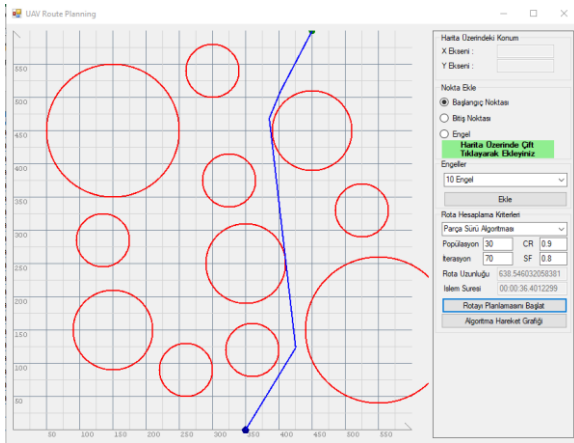 UAV Route Planning
Harita Üzerindeki Konum
X Ekseni :
Y Ekseni :
Nokta Ekle
Başlangıç Noktası
Bitiş Noktası
Engel
Harita Üzerinde Çift
Tıklayarak Ekleyiniz
Engeller
10 Engel
Ekle
Rota Hesaplama Kriterleri
Parça Sürü Algoritması
Popülasyon 30 CR 0.9
İterasyon 70 SF 0.8
Rota Uzunluğu 638.546032058381
İslem Suresi 00:00:36.4012299
Rotayı Planlamasını Başlat
Algoritma Hareket Grafiği
550
500
450
400
350
300
250
200
150
100
50
50 100 150 200 250 300 350 400 450 500 550